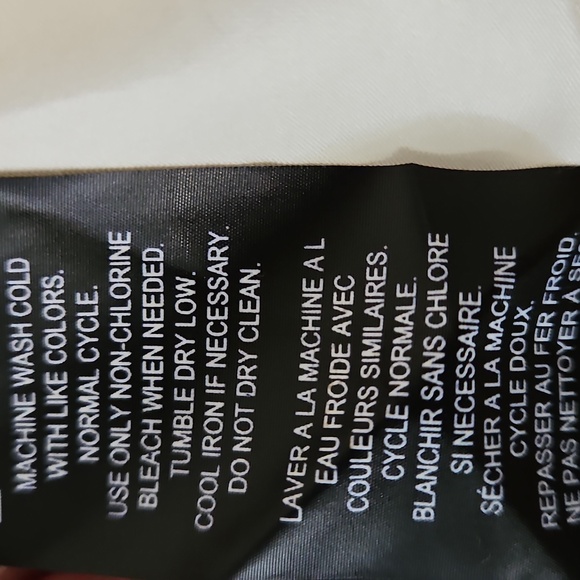 MACHINE WASH COLD
WITH LIKE COLORS.
NORMAL CYCLE.
USE ONLY NON-CHLORINE
BLEACH WHEN NEEDED.
TUMBLE DRY LOW.
COOL IRON IF NECESSARY.
DO NOT DRY CLEAN.
LAVER A LA MACHINE A L
EAU FROIDE AVEC
COULEURS SIMILAIRES.
CYCLE NORMALE.
BLANCHIR SANS CHLORE
SI NECESSAIRE.
SÉCHER A LA MACHINE
CYCLE DOUX.
REPASSER AU FER FROID.
NE PAS NETTOYER À